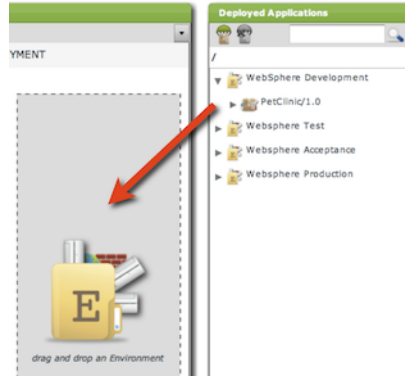 Deployed Applications
YMENT
/
WebSphere Development
PetClinic/1.0
Websphere Test
Websphere Acceptance
Websphere Production
E
drag and drop an Environment